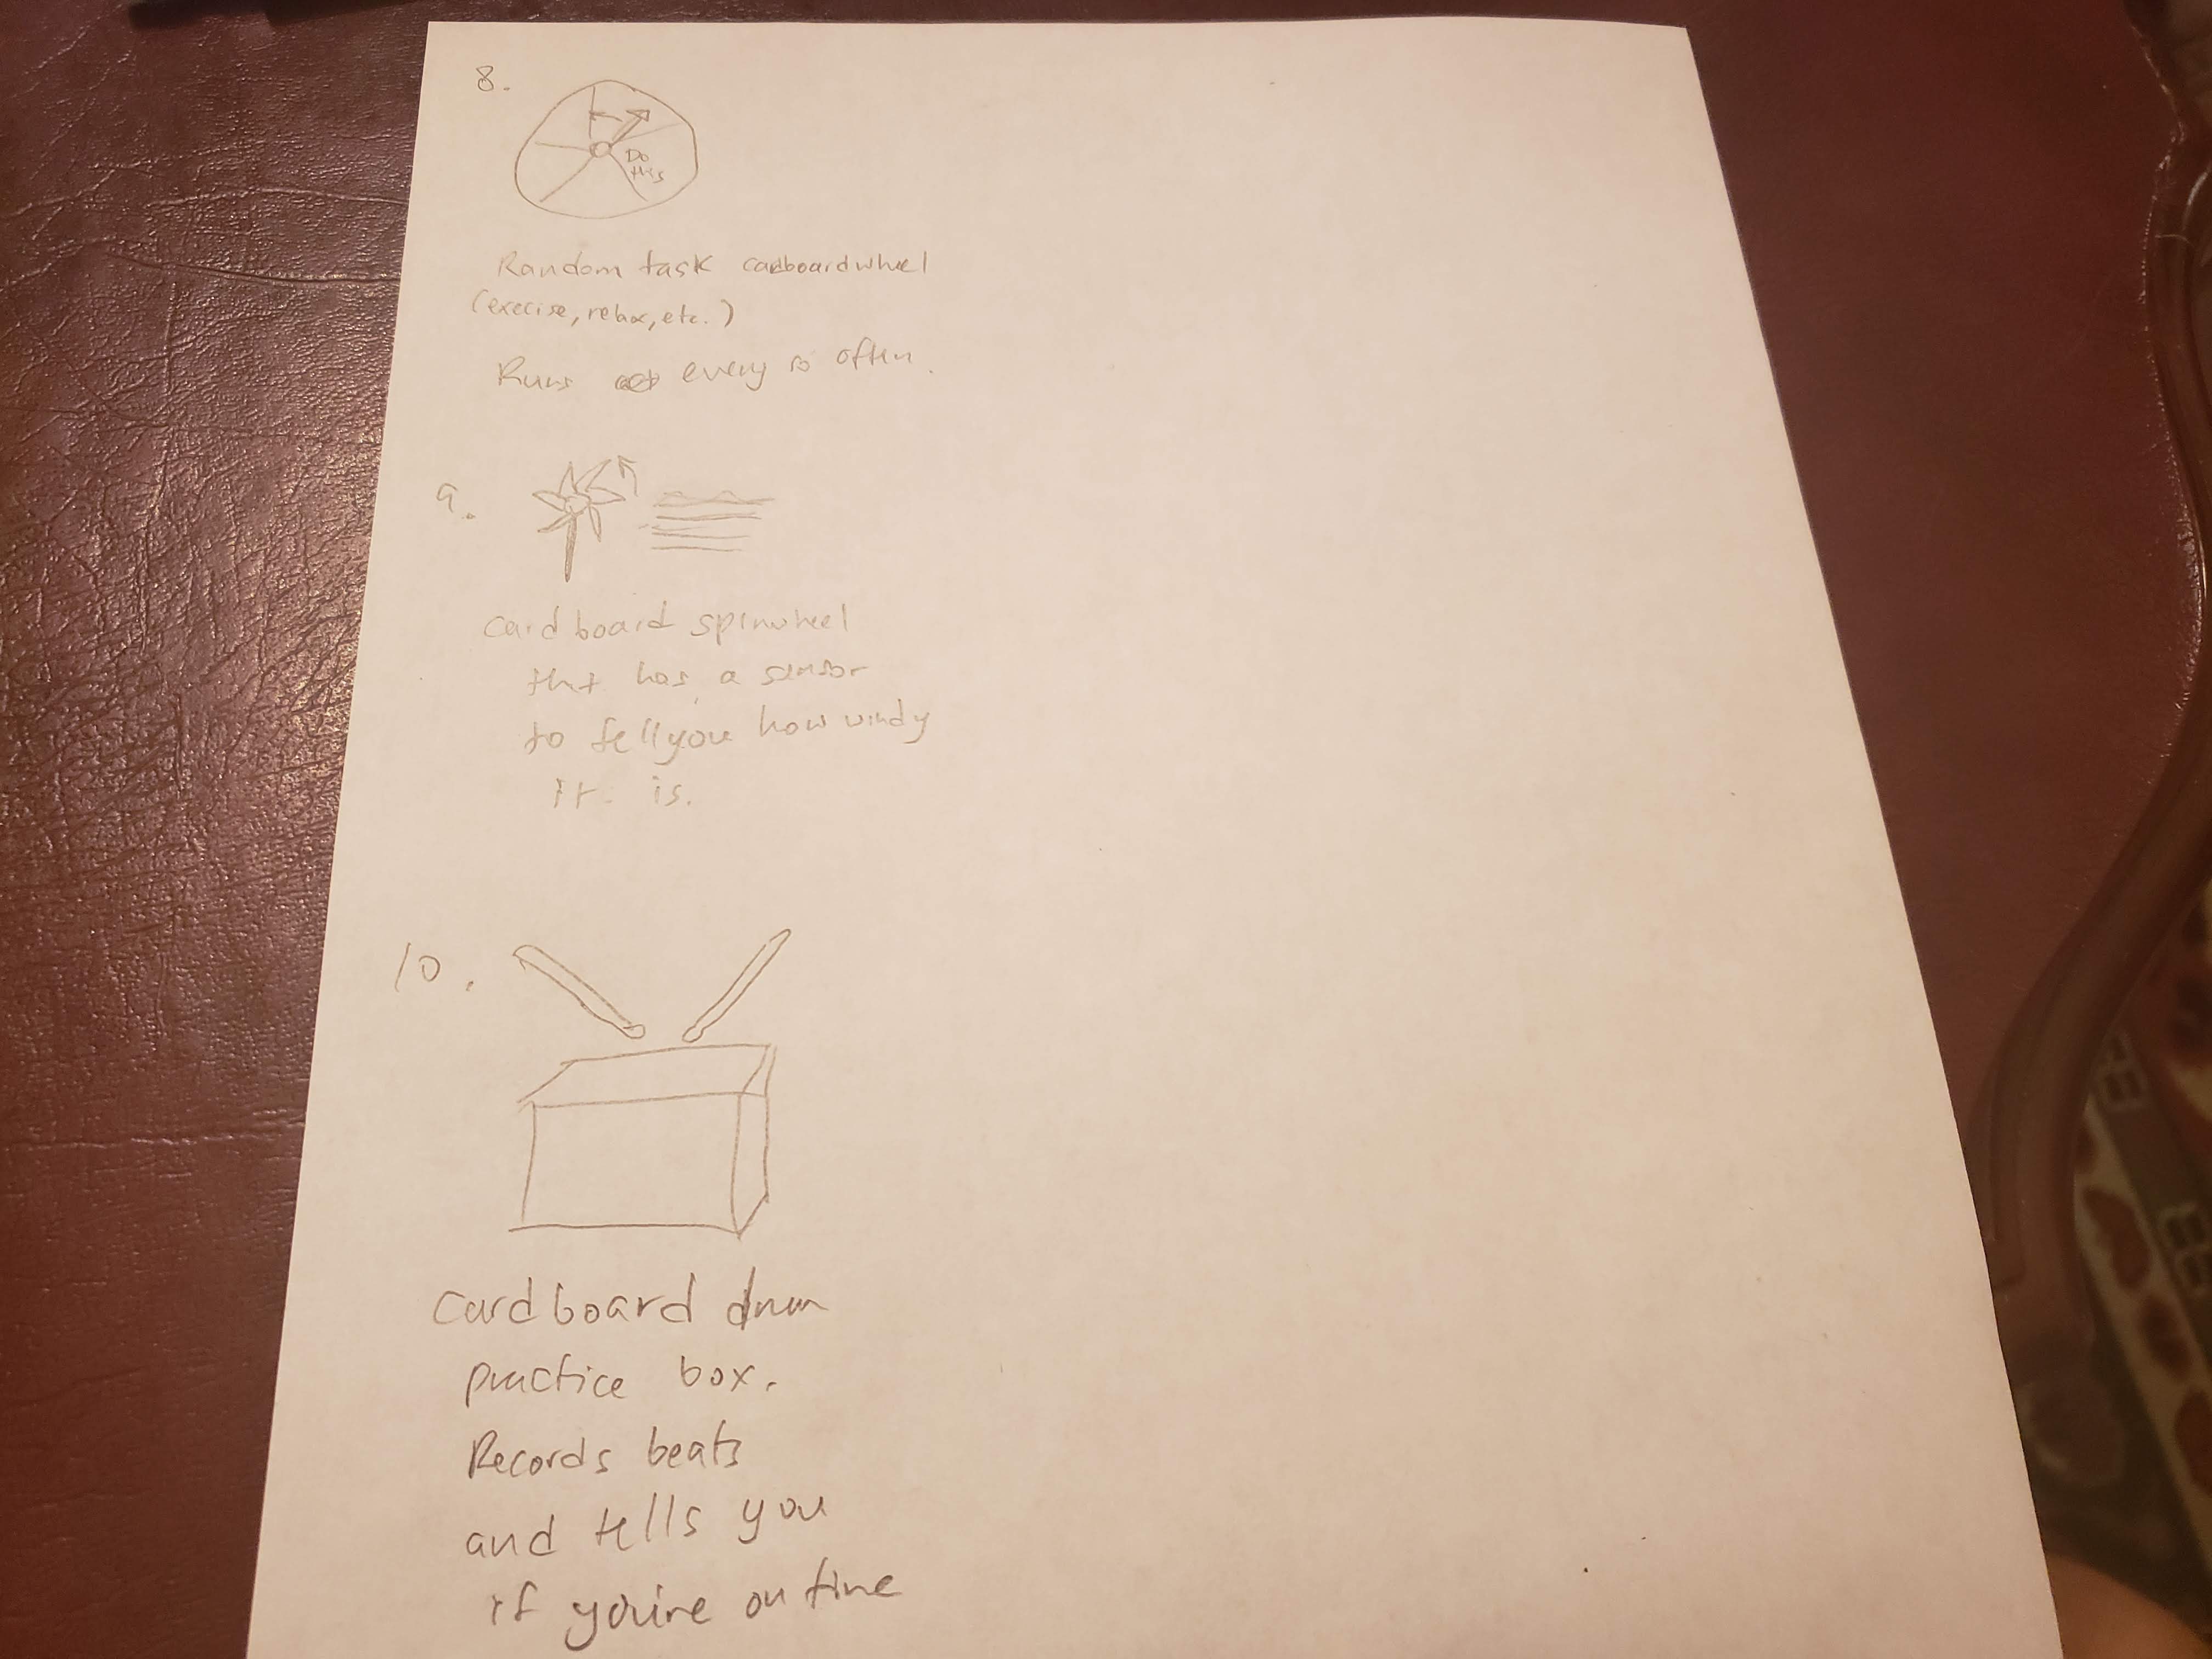 8.
Do
this
Random task cardboard wheel
(execise, relax, etc.)
Runs every so often.
9.
Cardboard spinwheel
that has a sensor
to tell you how windy
it is.
10.
Cardboard drum
practice box.
Records beats
and tells you
if you're on time